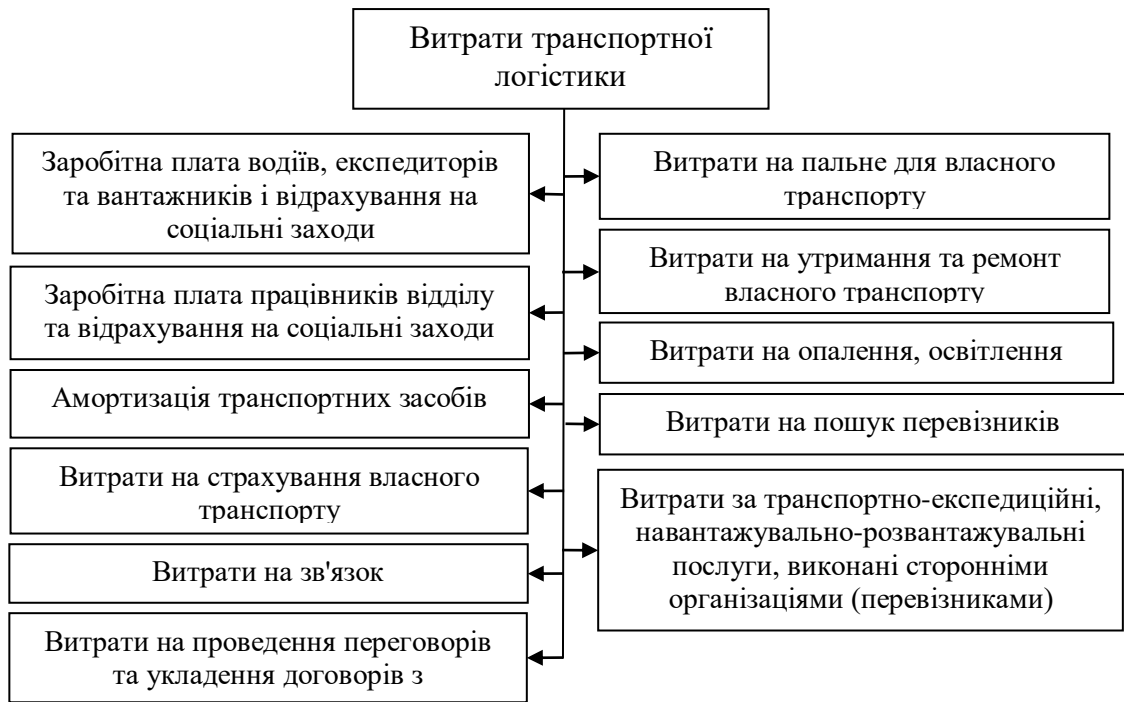 Витрати транспортної
логістики
Заробітна плата водіїв, експедиторів
та вантажників і відрахування на
соціальні заходи
Заробітна плата працівників відділу
та відрахування на соціальні заходи
Амортизація транспортних засобів
Витрати на страхування власного
транспорту
Витрати на зв'язок
Витрати на проведення переговорів
та укладення договорів з
Витрати на пальне для власного
транспорту
Витрати на утримання та ремонт
власного транспорту
Витрати на опалення, освітлення
Витрати на пошук перевізників
Витрати за транспортно-експедиційні,
навантажувально-розвантажувальні
послуги, виконані сторонніми
організаціями (перевізниками)